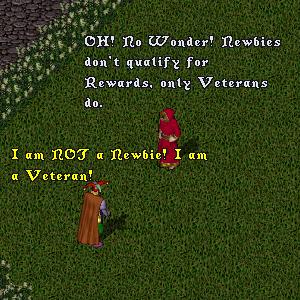 OH! No Wonder! Newbies
don't qualify for
Rewards, only Veterans
do.
I am NOT a Newbie! I am
a Veteran!